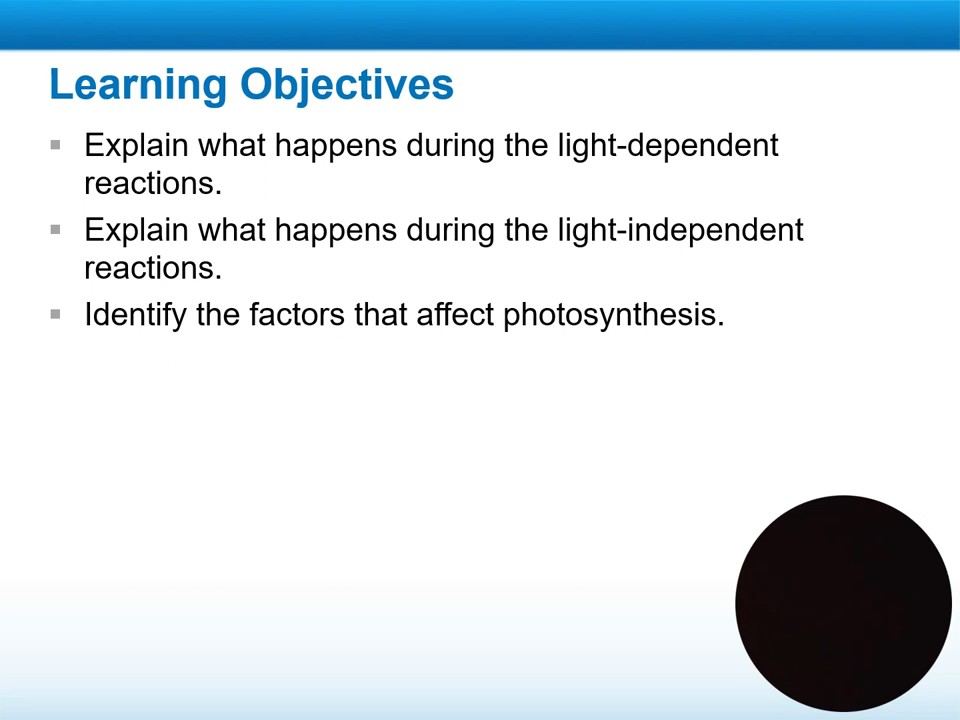 Learning Objectives
▪ Explain what happens during the light-dependent
reactions.
▪ Explain what happens during the light-independent
reactions.
▪ Identify the factors that affect photosynthesis.